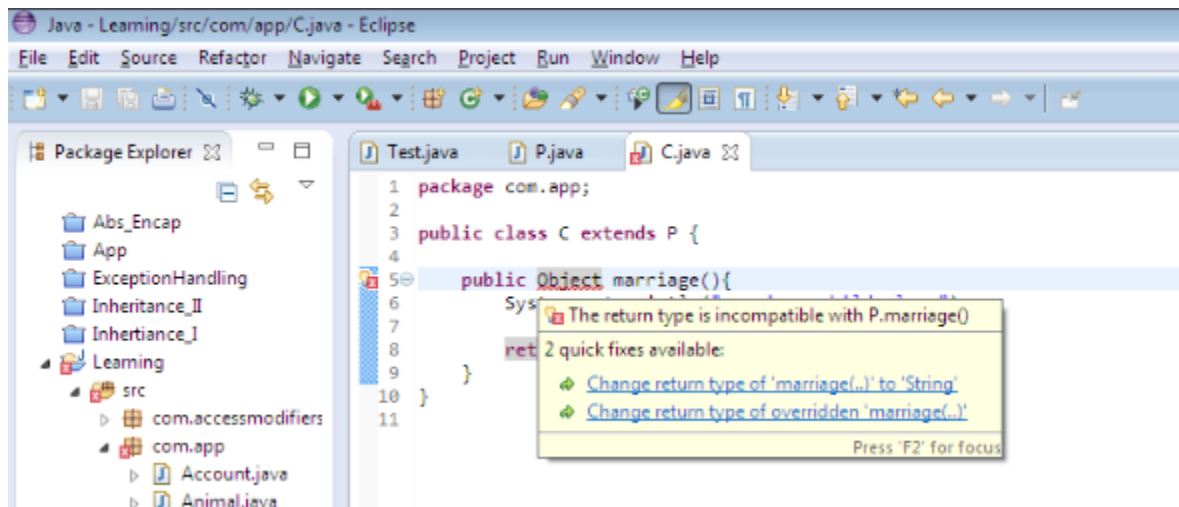 Java - Learning/src/com/app/C.java - Eclipse
File Edit Source Refactor Navigate Search Project Run Window Help
Package Explorer
Test.java P.java C.java
Abs_Encap
App
ExceptionHandling
Inheritance_II
Inhertiance_I
Learning
src
com.accessmodifiers
com.app
Account.java
Animal.java
1 package com.app;
2
3 public class C extends P {
4
5 public Object marriage(){
6 Sys
7
8 ret
9 }
10 }
11
The return type is incompatible with P.marriage()
2 quick fixes available:
Change return type of 'marriage(..)' to 'String'
Change return type of overridden 'marriage(..)'
Press 'F2' for focus